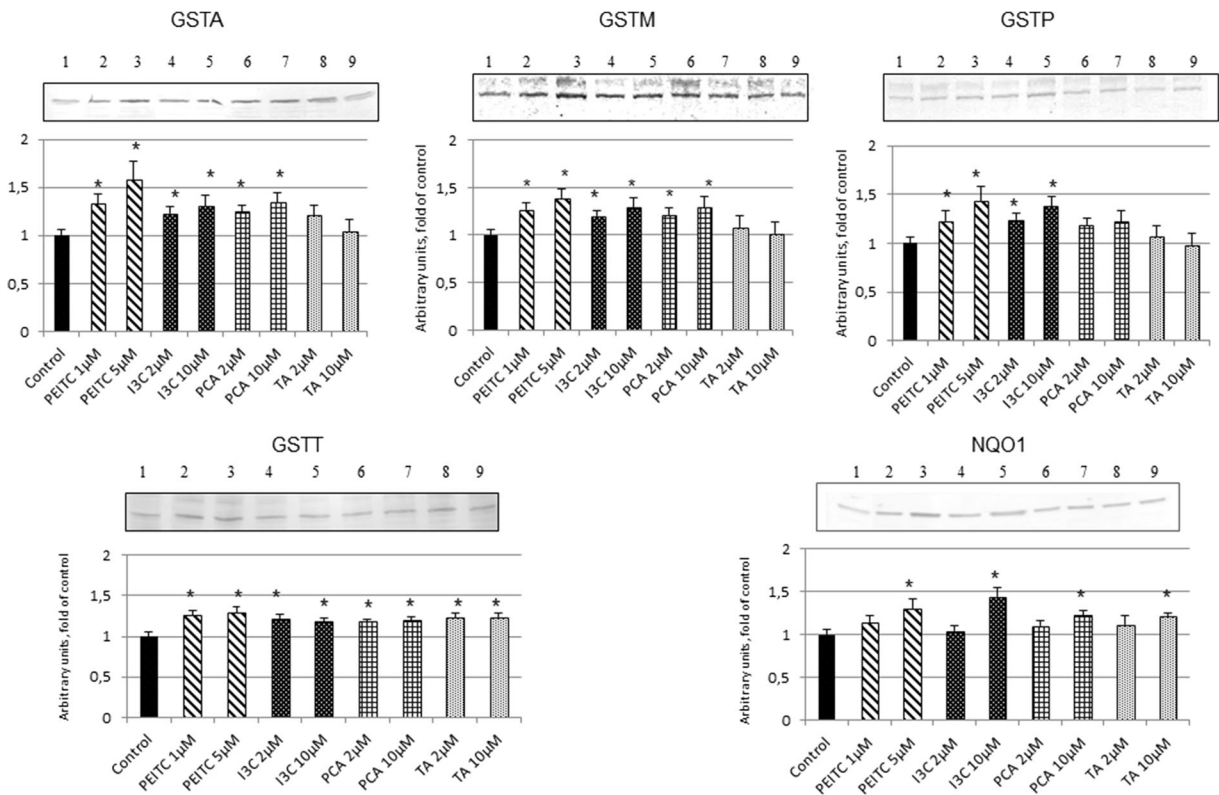 GSTA
1 2 3 4 5 6 7 8 9
Arbitrary units, fold of control
2
1,5
1
0,5
0
Control
PEITC 1µM
PEITC 5µM
I3C 2µM
I3C 10µM
PCA 2µM
PCA 10µM
TA 2µM
TA 10µM
* * * * * *
GSTM
1 2 3 4 5 6 7 8 9
Arbitrary units, fold of control
2
1,5
1
0,5
0
Control
PEITC 1µM
PEITC 5µM
I3C 2µM
I3C 10µM
PCA 2µM
PCA 10µM
TA 2µM
TA 10µM
* * * * * *
GSTP
1 2 3 4 5 6 7 8 9
Arbitrary units, fold of control
2
1,5
1
0,5
0
Control
PEITC 1µM
PEITC 5µM
I3C 2µM
I3C 10µM
PCA 2µM
PCA 10µM
TA 2µM
TA 10µM
* * * *
GSTT
1 2 3 4 5 6 7 8 9
Arbitrary units, fold of control
2
1,5
1
0,5
0
Control
PEITC 1µM
PEITC 5µM
I3C 2µM
I3C 10µM
PCA 2µM
PCA 10µM
TA 2µM
TA 10µM
* * * * * * * *
NQO1
1 2 3 4 5 6 7 8 9
Arbitrary units, fold of control
2
1,5
1
0,5
0
Control
PEITC 1µM
PEITC 5µM
I3C 2µM
I3C 10µM
PCA 2µM
PCA 10µM
TA 2µM
TA 10µM
* * * *